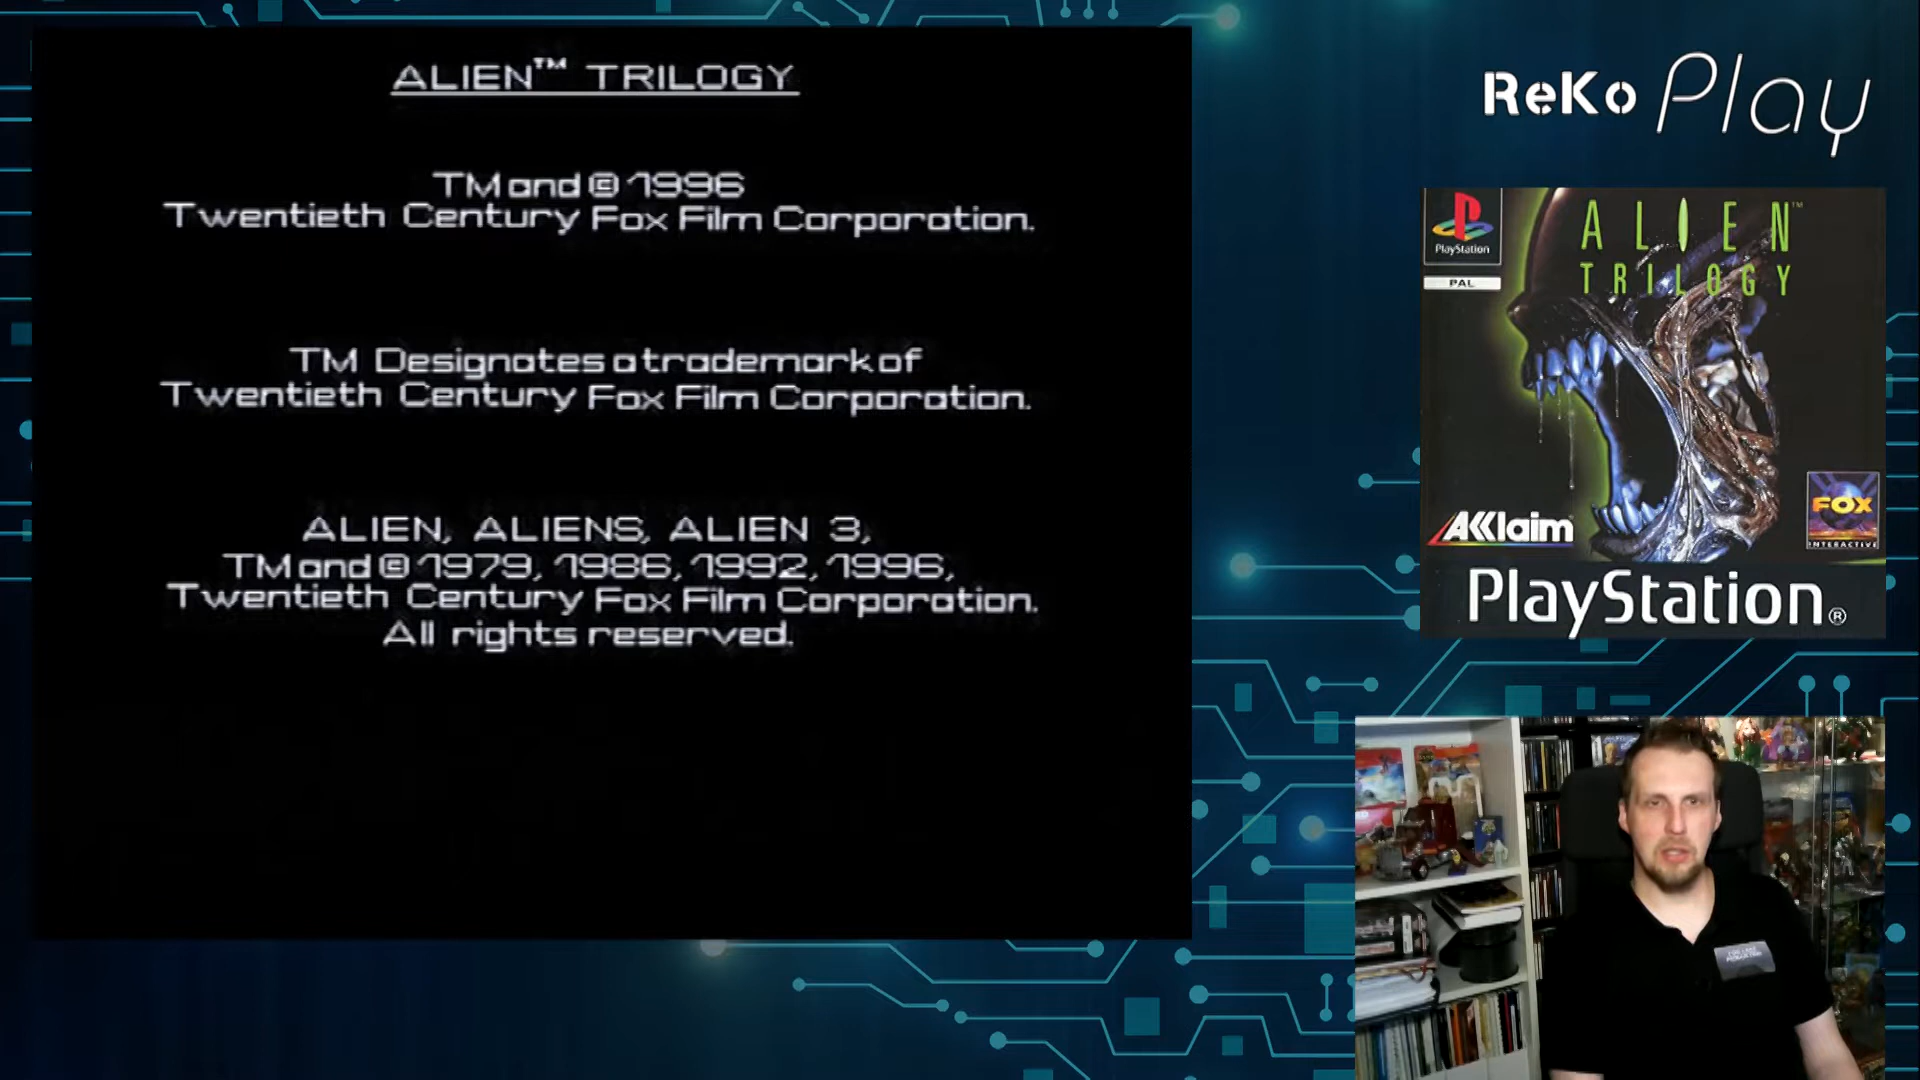 ALIEN™ TRILOGY
TM and © 1996
Twentieth Century Fox Film Corporation.
TM Designates a trademark of
Twentieth Century Fox Film Corporation.
ALIEN, ALIENS, ALIEN 3,
TM and © 1979, 1986, 1992, 1996,
Twentieth Century Fox Film Corporation.
All rights reserved.
ReKo Play
PlayStation
PAL
ALIEN™
TRILOGY
AKklaim
FOX
INTERACTIVE
PlayStation®